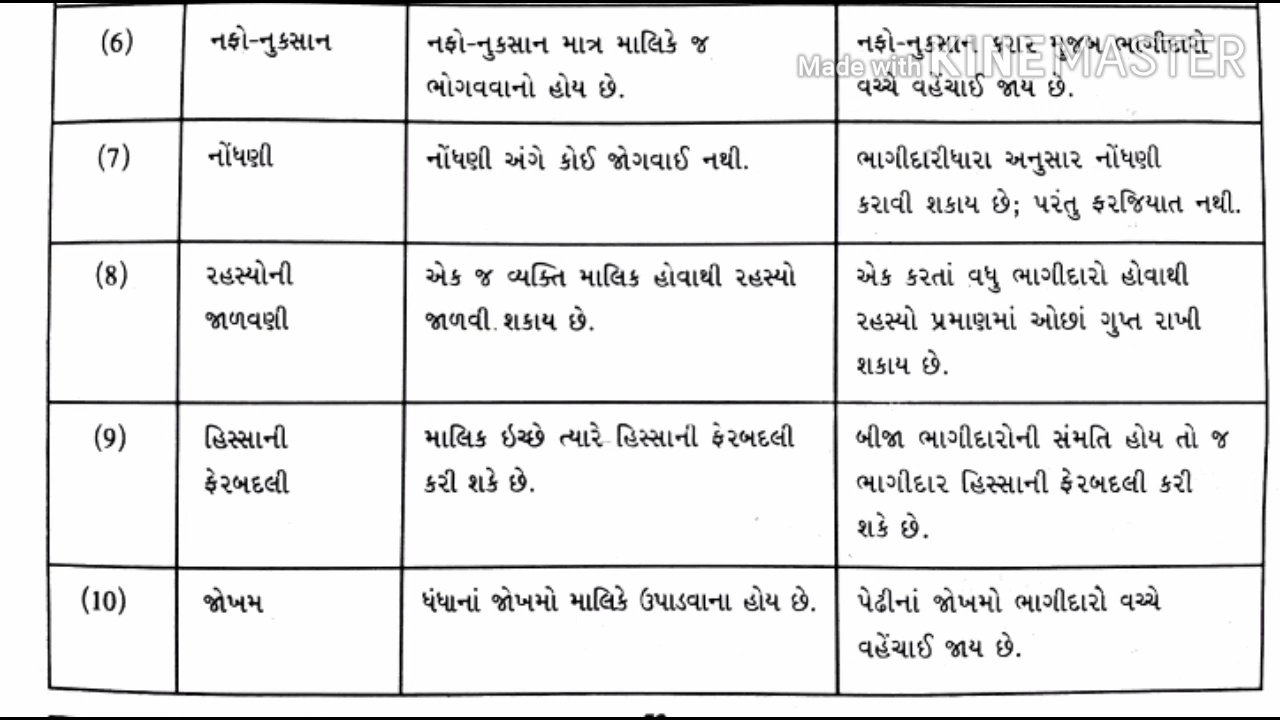 (6)
નફો-નુકસાન
નફો-નુકસાન માત્ર માલિકે જ
ભોગવવાનો હોય છે.
નફો-નુકસાન કરાર મુજબ ભાગીદારો
વચ્ચે વહેંચાઈ જાય છે.
Made with KINEMASTER
(7)
નોંધણી
નોંધણી અંગે કોઈ જોગવાઈ નથી.
ભાગીદારીધારા અનુસાર નોંધણી
કરાવી શકાય છે; પરંતુ ફરજિયાત નથી.
(8)
રહસ્યોની
જાળવણી
એક જ વ્યક્તિ માલિક હોવાથી રહસ્યો
જાળવી શકાય છે.
એક કરતાં વધુ ભાગીદારો હોવાથી
રહસ્યો પ્રમાણમાં ઓછાં ગુપ્ત રાખી
શકાય છે.
(9)
હિસ્સાની
ફેરબદલી
માલિક ઇચ્છે ત્યારે હિસ્સાની ફેરબદલી
કરી શકે છે.
બીજા ભાગીદારોની સંમતિ હોય તો જ
ભાગીદાર હિસ્સાની ફેરબદલી કરી
શકે છે.
(10)
જોખમ
ધંધાનાં જોખમો માલિકે ઉપાડવાના હોય છે.
પેઢીનાં જોખમો ભાગીદારો વચ્ચે
વહેંચાઈ જાય છે.